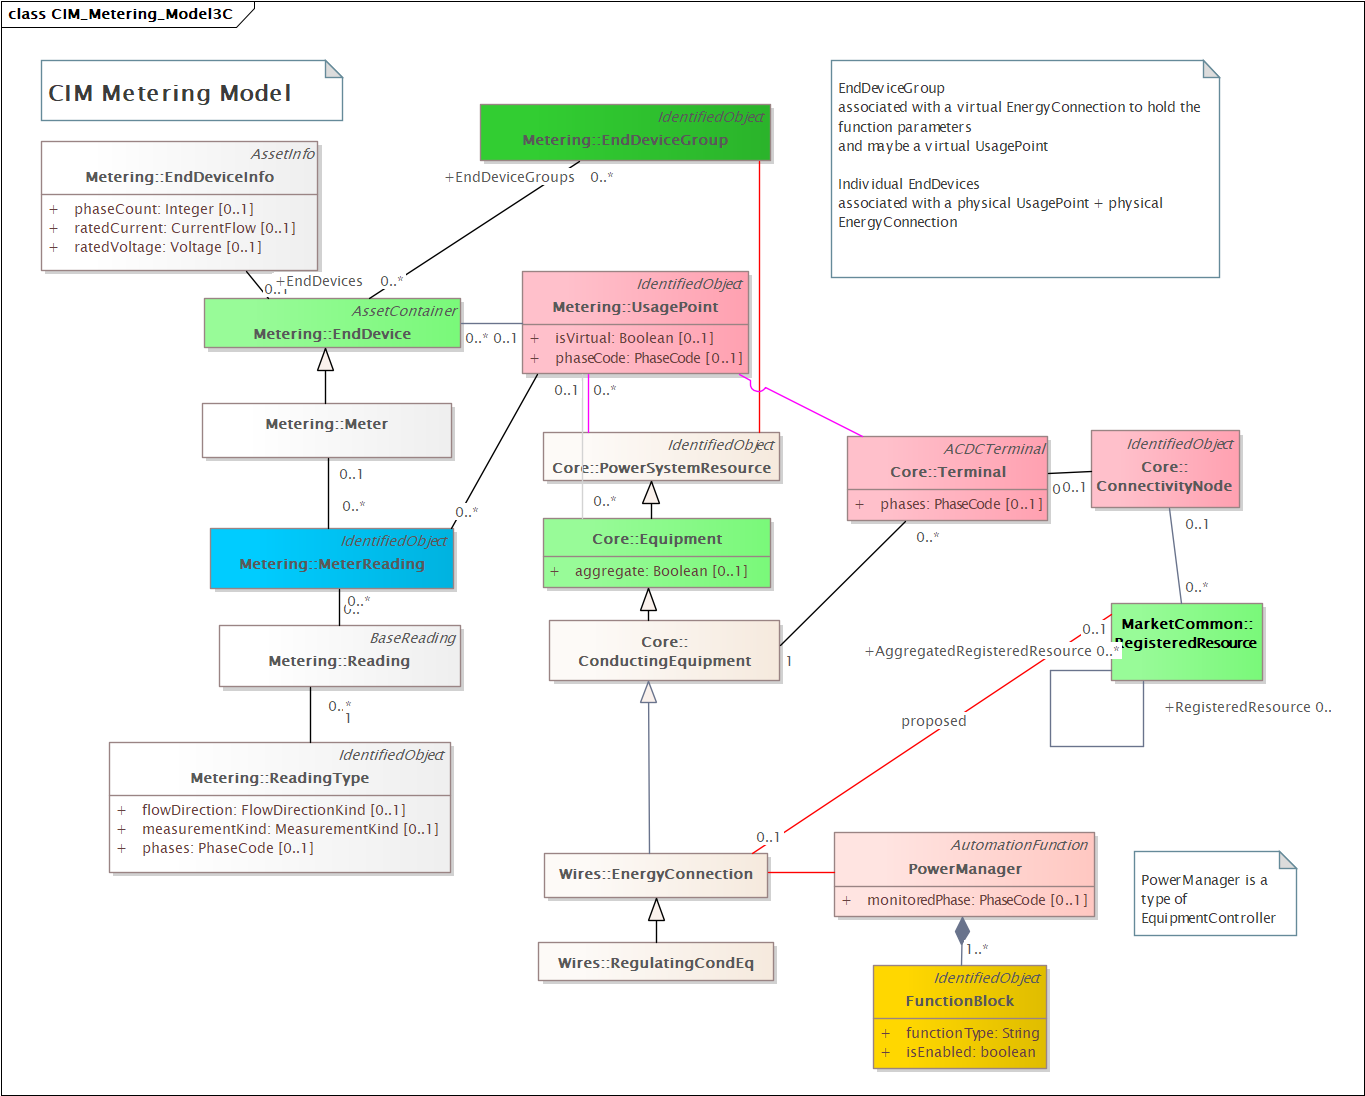 class CIM_Metering_Model3C
CIM Metering Model
EndDeviceGroup
associated with a virtual EnergyConnection to hold the
function parameters
and maybe a virtual UsagePoint
Individual EndDevices
associated with a physical UsagePoint + physical
EnergyConnection
IdentifiedObject
Metering::EndDeviceGroup
+EndDeviceGroups 0..*
AssetInfo
Metering::EndDeviceInfo
+ phaseCount: Integer [0..1]
+ ratedCurrent: CurrentFlow [0..1]
+ ratedVoltage: Voltage [0..1]
+EndDevices 0..*
0..1
AssetContainer
Metering::EndDevice
0..* 0..1
IdentifiedObject
Metering::UsagePoint
+ isVirtual: Boolean [0..1]
+ phaseCode: PhaseCode [0..1]
0..1 0..*
Metering::Meter
0..1
0..*
0..*
IdentifiedObject
Metering::MeterReading
0..*
0..
BaseReading
Metering::Reading
0..*
1
IdentifiedObject
Metering::ReadingType
+ flowDirection: FlowDirectionKind [0..1]
+ measurementKind: MeasurementKind [0..1]
+ phases: PhaseCode [0..1]
IdentifiedObject
Core::PowerSystemResource
0..*
Core::Equipment
+ aggregate: Boolean [0..1]
Core::
ConductingEquipment
1
ACDCTerminal
Core::Terminal
+ phases: PhaseCode [0..1]
0..*
0 0..1
IdentifiedObject
Core::
ConnectivityNode
0..1
0..*
MarketCommon::
RegisteredResource
0..1
+AggregatedRegisteredResource 0..*
+RegisteredResource 0..
proposed
0..1
Wires::EnergyConnection
Wires::RegulatingCondEq
AutomationFunction
PowerManager
+ monitoredPhase: PhaseCode [0..1]
1..*
IdentifiedObject
FunctionBlock
+ functionType: String
+ isEnabled: boolean
PowerManager is a
type of
EquipmentController